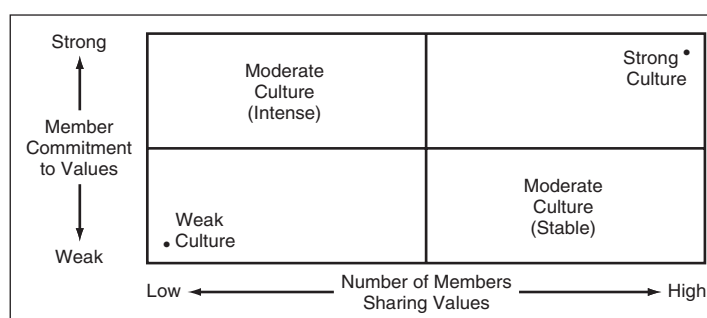 Strong
Member
Commitment
to Values
Weak
Moderate
Culture
(Intense)
Strong
Culture
Weak
Culture
Moderate
Culture
(Stable)
Low
Number of Members
Sharing Values
High